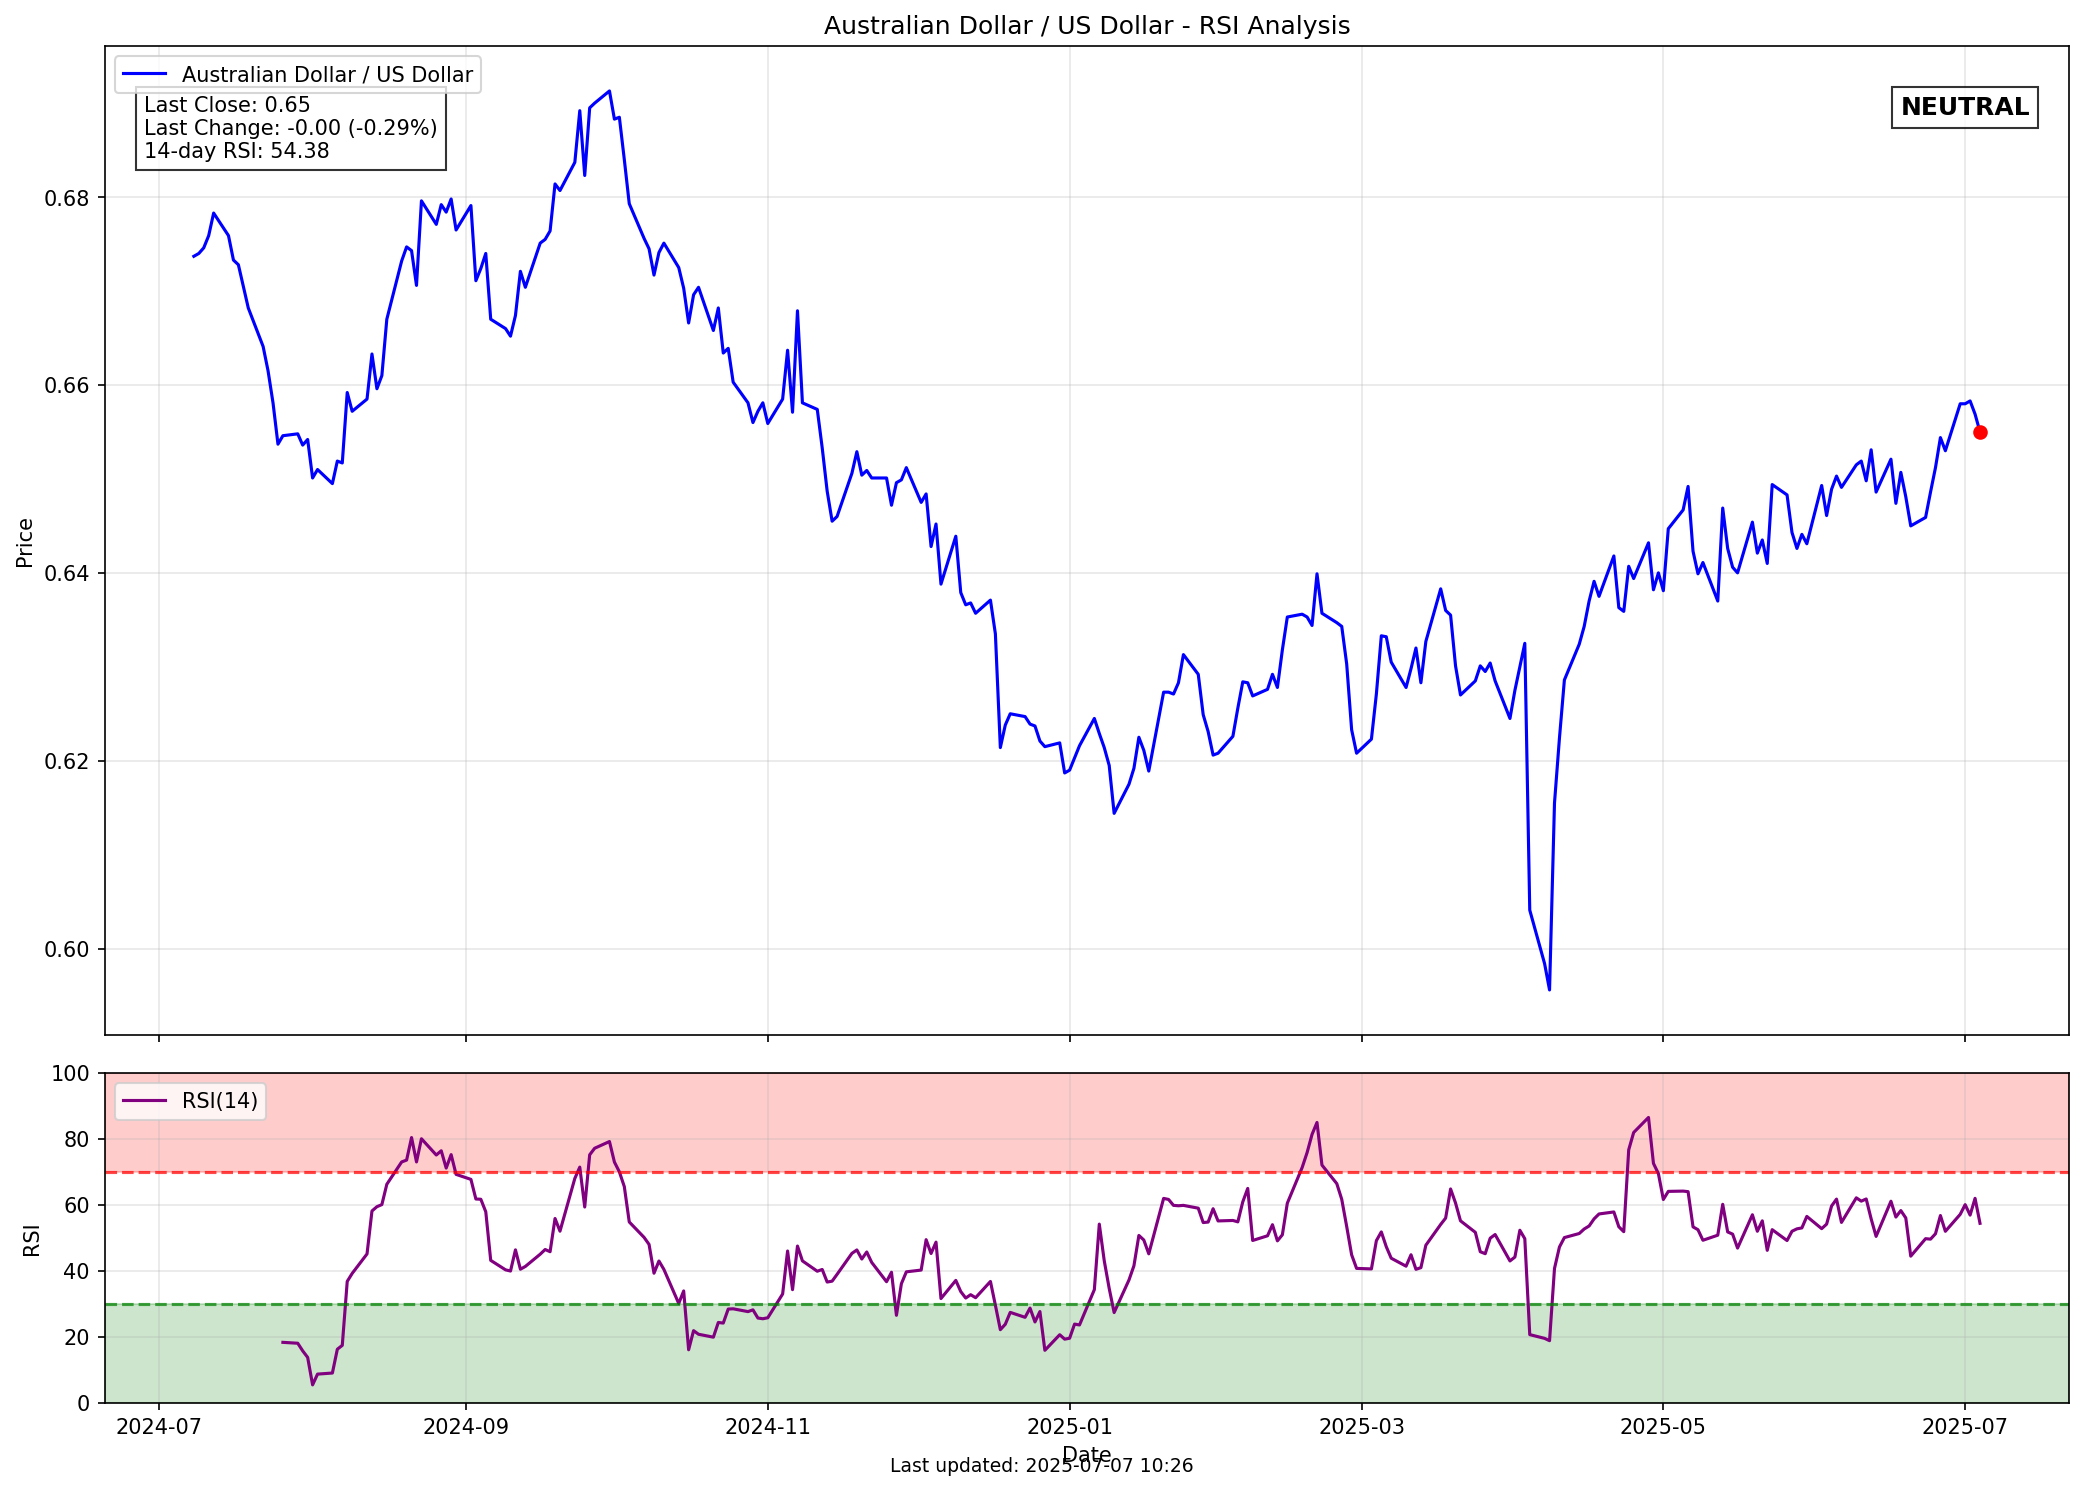 Australian Dollar / US Dollar - RSI Analysis
Australian Dollar / US Dollar
Last Close: 0.65
Last Change: -0.00 (-0.29%)
14-day RSI: 54.38
NEUTRAL
0.68
0.66
0.64
0.62
0.60
Price
100
80
60
40
20
0
RSI
RSI(14)
2024-07
2024-09
2024-11
2025-01
2025-03
2025-05
2025-07
Date
Last updated: 2025-07-07 10:26